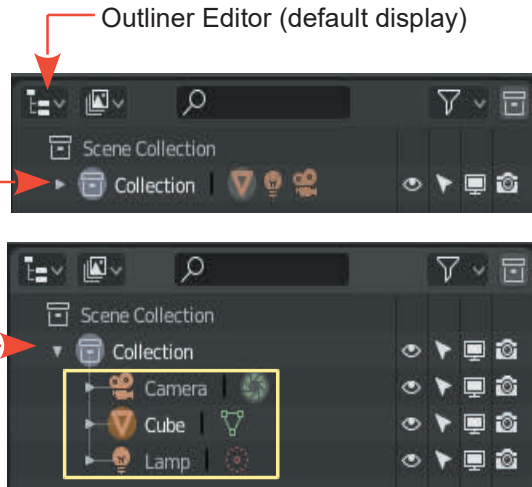 Outliner Editor (default display)
Scene Collection
Collection
Scene Collection
Collection
Camera
Cube
Lamp